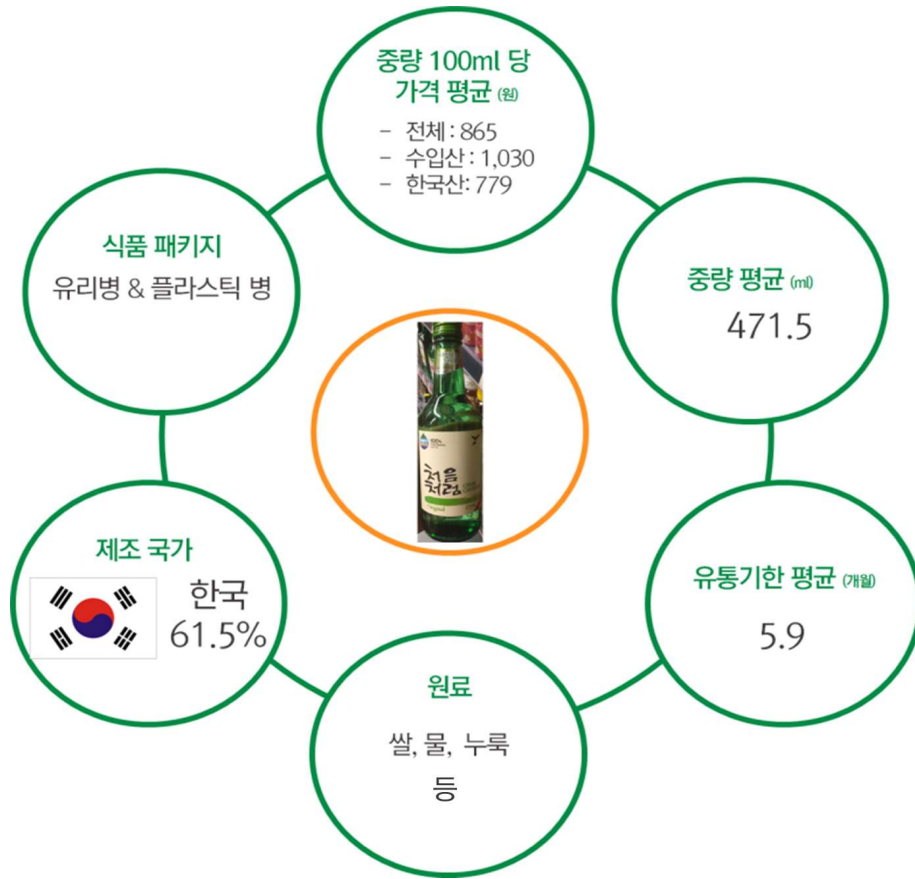 중량 100ml 당
가격 평균 (원)
- 전체 : 865
- 수입산 : 1,030
- 한국산: 779
식품 패키지
유리병 & 플라스틱 병
중량 평균 (ml)
471.5
100%
처음
처럼
Original
제조 국가
한국
61.5%
유통기한 평균 (개월)
5.9
원료
쌀, 물, 누룩
등